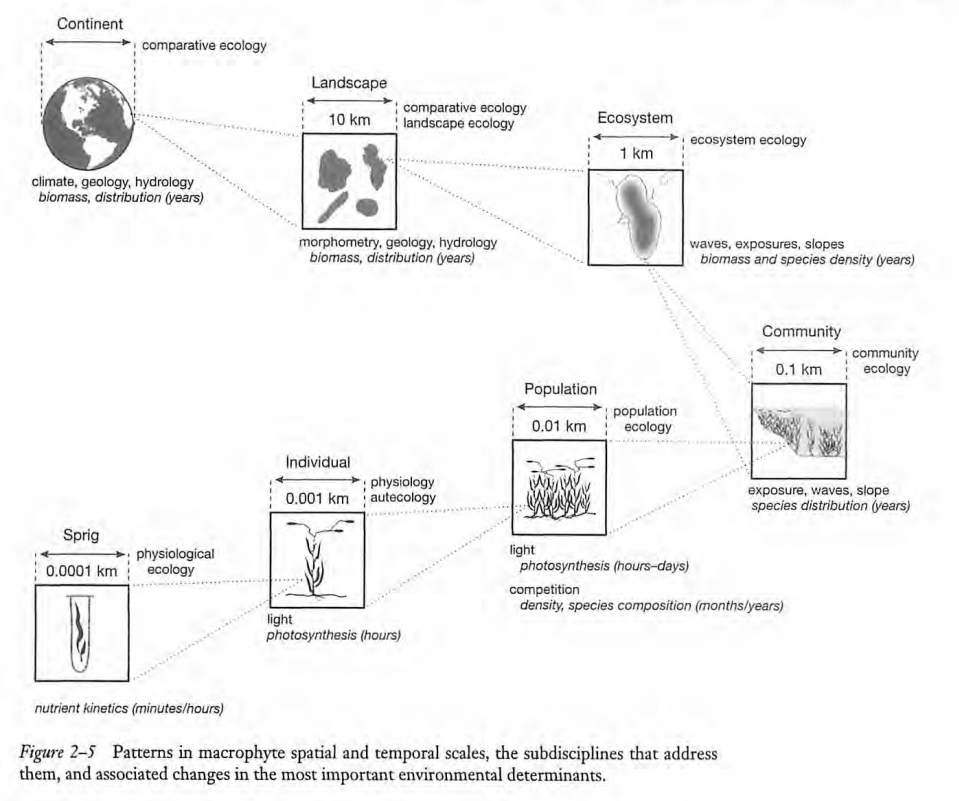 Continent
comparative ecology
climate, geology, hydrology
biomass, distribution (years)
Landscape
10 km
comparative ecology
landscape ecology
morphometry, geology, hydrology
biomass, distribution (years)
Ecosystem
1 km
ecosystem ecology
waves, exposures, slopes
biomass and species density (years)
Community
0.1 km
community
ecology
exposure, waves, slope
species distribution (years)
Population
0.01 km
population
ecology
light
photosynthesis (hours–days)
competition
density, species composition (months/years)
Individual
0.001 km
physiology
autecology
light
photosynthesis (hours)
Sprig
0.0001 km
physiological
ecology
nutrient kinetics (minutes/hours)
Figure 2–5 Patterns in macrophyte spatial and temporal scales, the subdisciplines that address
them, and associated changes in the most important environmental determinants.